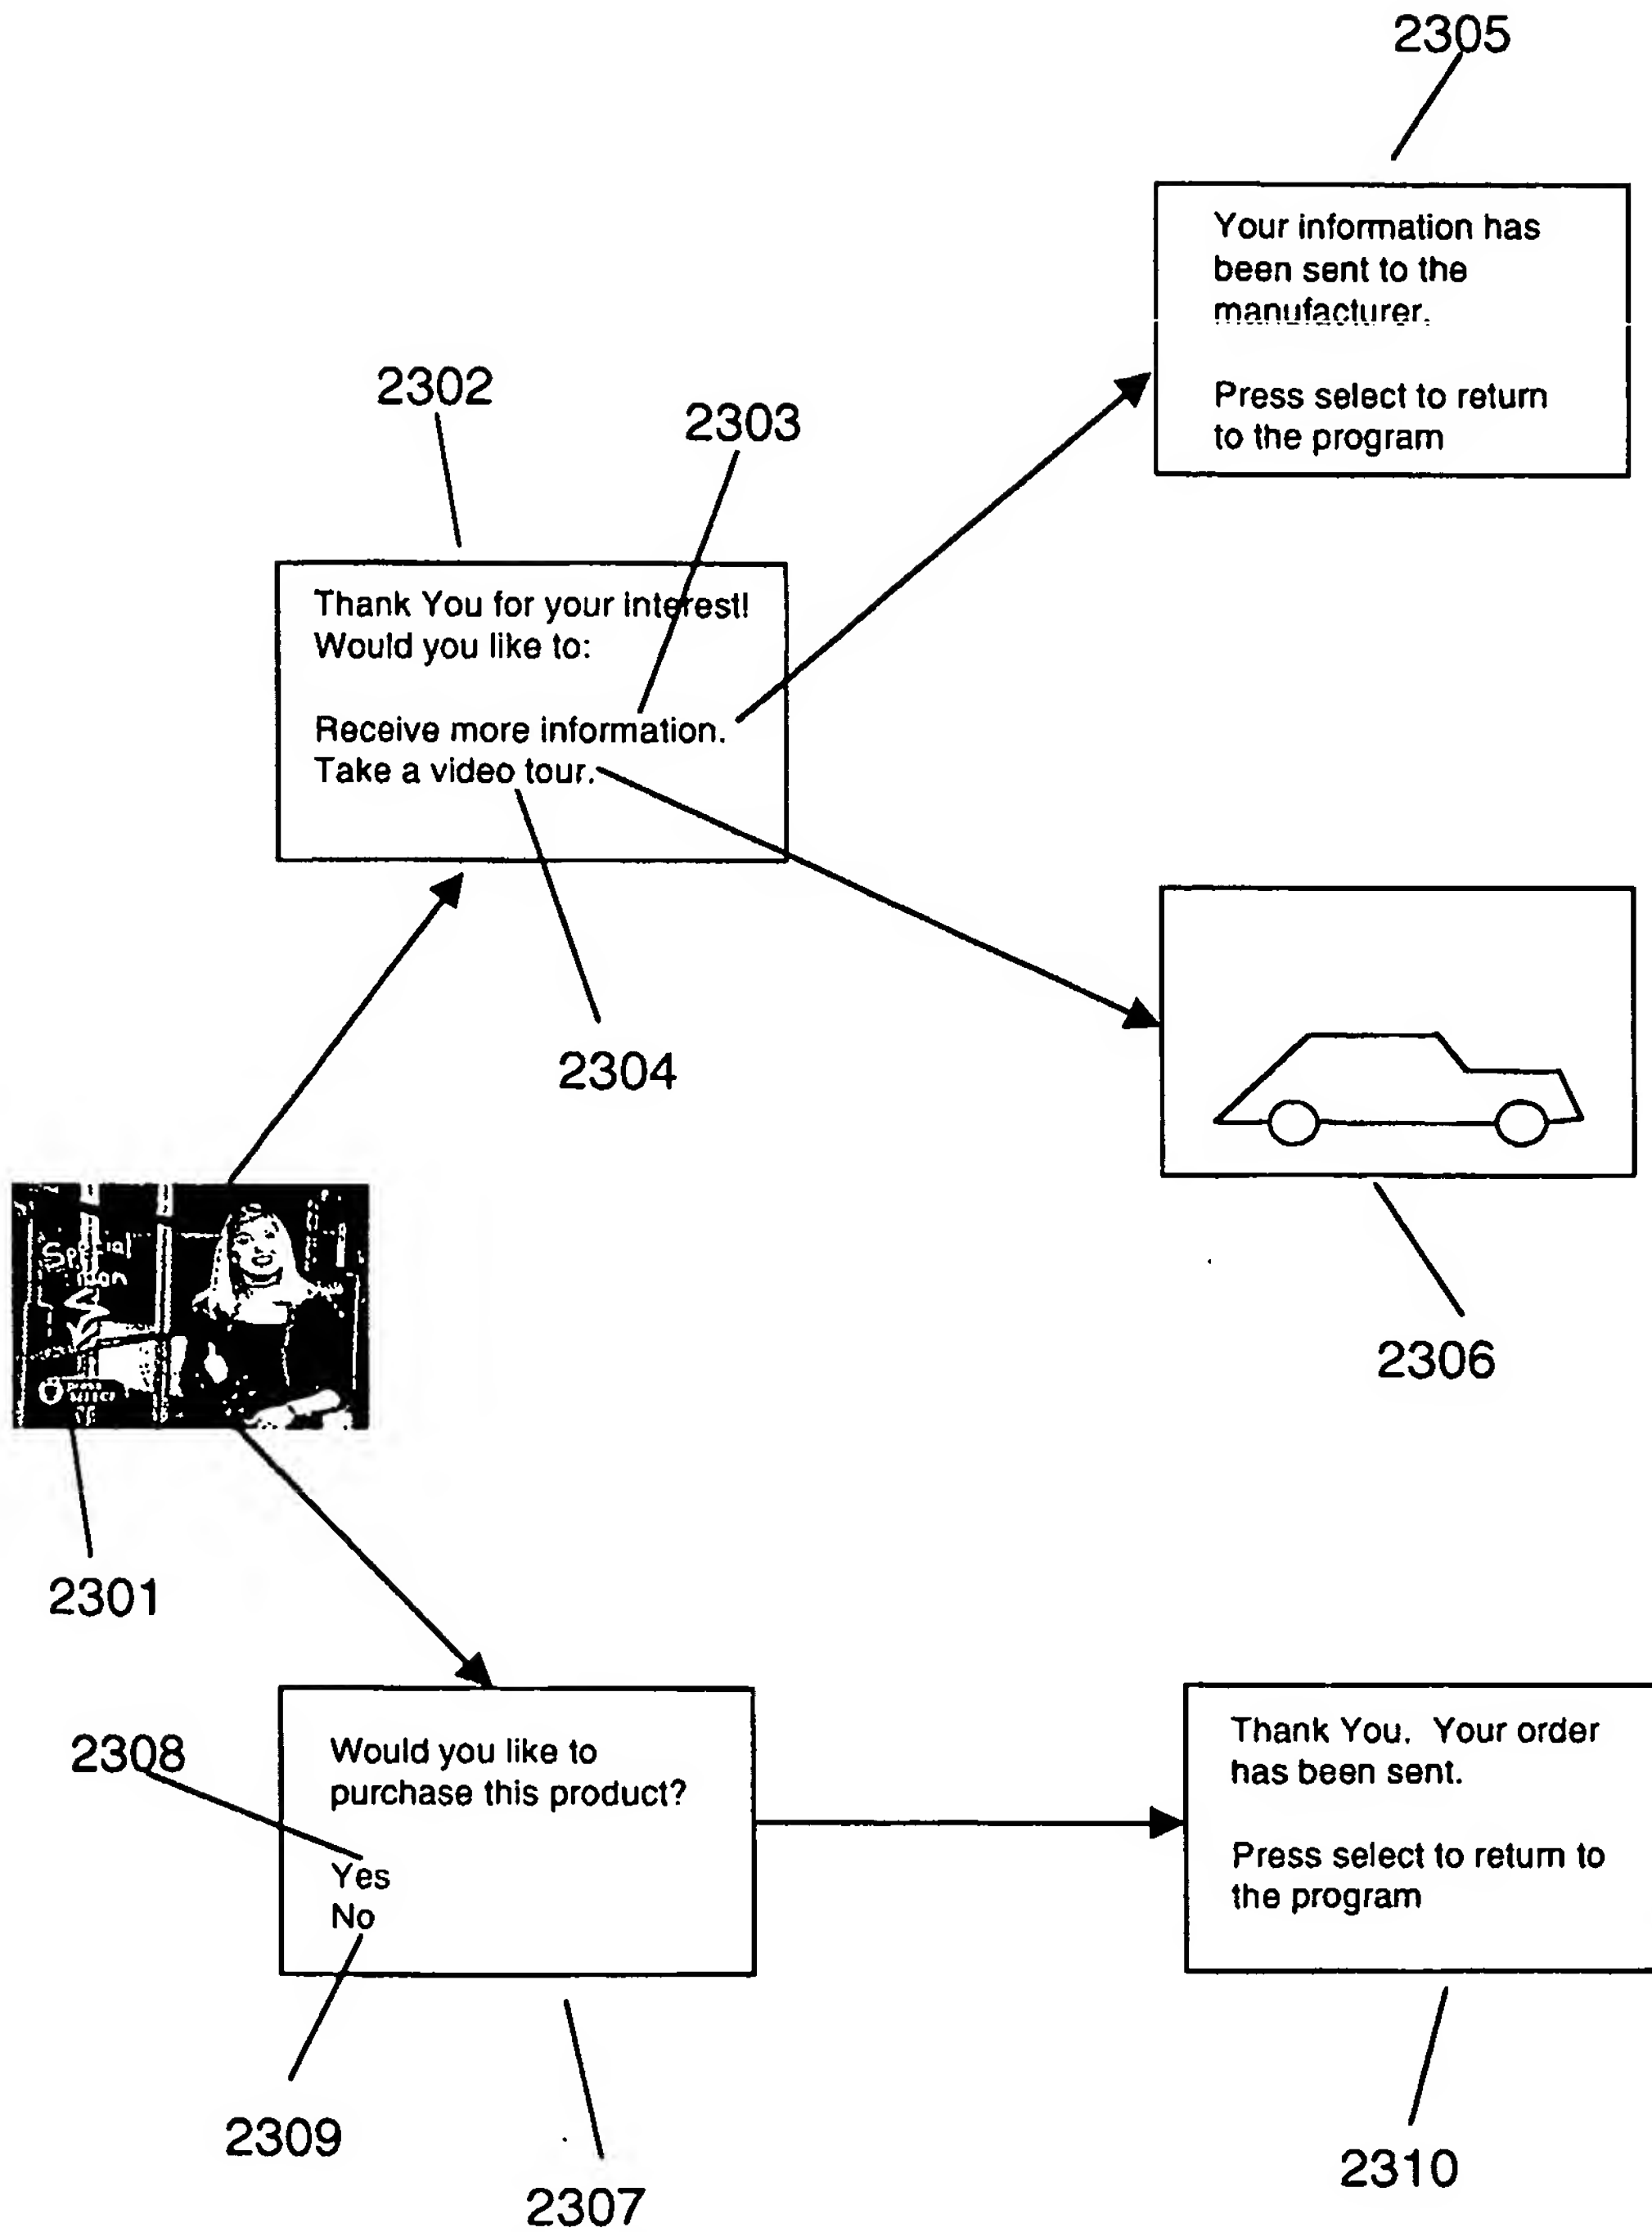 2305
Your information has
been sent to the
manufacturer.
Press select to return
to the program
2302
2303
Thank You for your interest!
Would you like to:
Receive more information.
Take a video tour.
2304
2306
Special
press
SELECT
2301
2308
Would you like to
purchase this product?
Yes
No
2309
2307
Thank You. Your order
has been sent.
Press select to return to
the program
2310